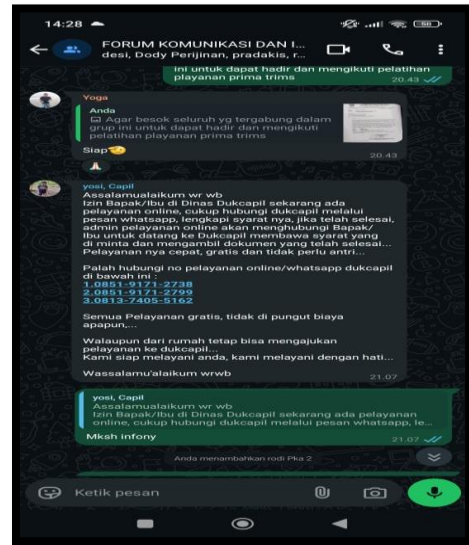 14:28
58
FORUM KOMUNIKASI DAN I...
desi, Dody Perijinan, pradakis, r...
ini untuk dapat hadir dan mengikuti pelatihan
playanan prima trims
20.43
Yoga
Anda
Agar besok seluruh yg tergabung dalam
grup ini untuk dapat hadir dan mengikuti
pelatihan playanan prima trims
Siap
20.43
yosi, Capil
Assalamualaikum wr wb
Izin Bapak/Ibu di Dinas Dukcapil sekarang ada
pelayanan online, cukup hubungi dukcapil melalui
pesan whatsapp, lengkapi syarat nya, jika telah selesai,
admin pelayanan online akan menghubungi Bapak/
Ibu untuk datang ke Dukcapil membawa syarat yang
di minta dan mengambil dokumen yang telah selesai...
Pelayanan nya cepat, gratis dan tidak perlu antri...
Palah hubungi no pelayanan online/whatsapp dukcapil
di bawah ini :
1.0851-9171-2738
2.0851-9171-2799
3.0813-7405-5162
Semua Pelayanan gratis, tidak di pungut biaya
apapun,...
Walaupun dari rumah tetap bisa mengajukan
pelayanan ke dukcapil...
Kami siap melayani anda, kami melayani dengan hati...
Wassalamu'alaikum wrwb
21.07
yosi, Capil
Assalamualaikum wr wb
Izin Bapak/Ibu di Dinas Dukcapil sekarang ada pelayanan
online, cukup hubungi dukcapil melalui pesan whatsapp, le...
Mksh infony
21.07
Anda menambahkan rodi Pka 2
Ketik pesan